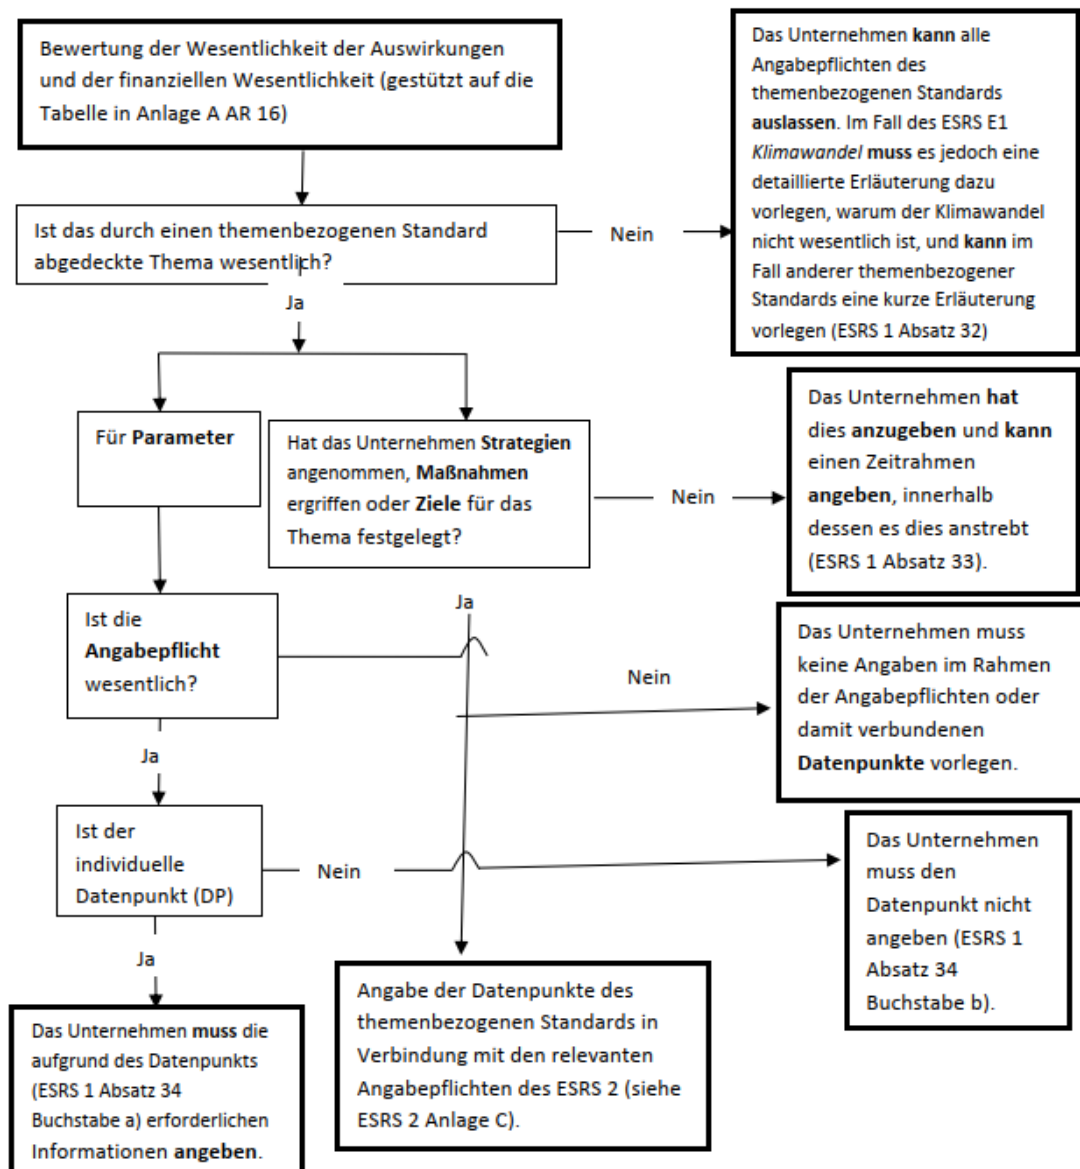 Bewertung der Wesentlichkeit der Auswirkungen
und der finanziellen Wesentlichkeit (gestützt auf die
Tabelle in Anlage A AR 16)
Das Unternehmen kann alle
Angabepflichten des
themenbezogenen Standards
auslassen. Im Fall des ESRS E1
Klimawandel muss es jedoch eine
detaillierte Erläuterung dazu
vorlegen, warum der Klimawandel
nicht wesentlich ist, und kann im
Fall anderer themenbezogener
Standards eine kurze Erläuterung
vorlegen (ESRS 1 Absatz 32)
Ist das durch einen themenbezogenen Standard
abgedeckte Thema wesentlich?
Nein
Ja
Für Parameter
Hat das Unternehmen Strategien
angenommen, Maßnahmen
ergriffen oder Ziele für das
Thema festgelegt?
Nein
Das Unternehmen hat
dies anzugeben und kann
einen Zeitrahmen
angeben, innerhalb
dessen es dies anstrebt
(ESRS 1 Absatz 33).
Ja
Ist die
Angabepflicht
wesentlich?
Nein
Das Unternehmen muss
keine Angaben im Rahmen
der Angabepflichten oder
damit verbundenen
Datenpunkte vorlegen.
Ja
Ist der
individuelle
Datenpunkt (DP)
Nein
Das Unternehmen
muss den
Datenpunkt nicht
angeben (ESRS 1
Absatz 34
Buchstabe b).
Ja
Das Unternehmen muss die
aufgrund des Datenpunkts
(ESRS 1 Absatz 34
Buchstabe a) erforderlichen
Informationen angeben.
Angabe der Datenpunkte des
themenbezogenen Standards in
Verbindung mit den relevanten
Angabepflichten des ESRS 2 (siehe
ESRS 2 Anlage C).